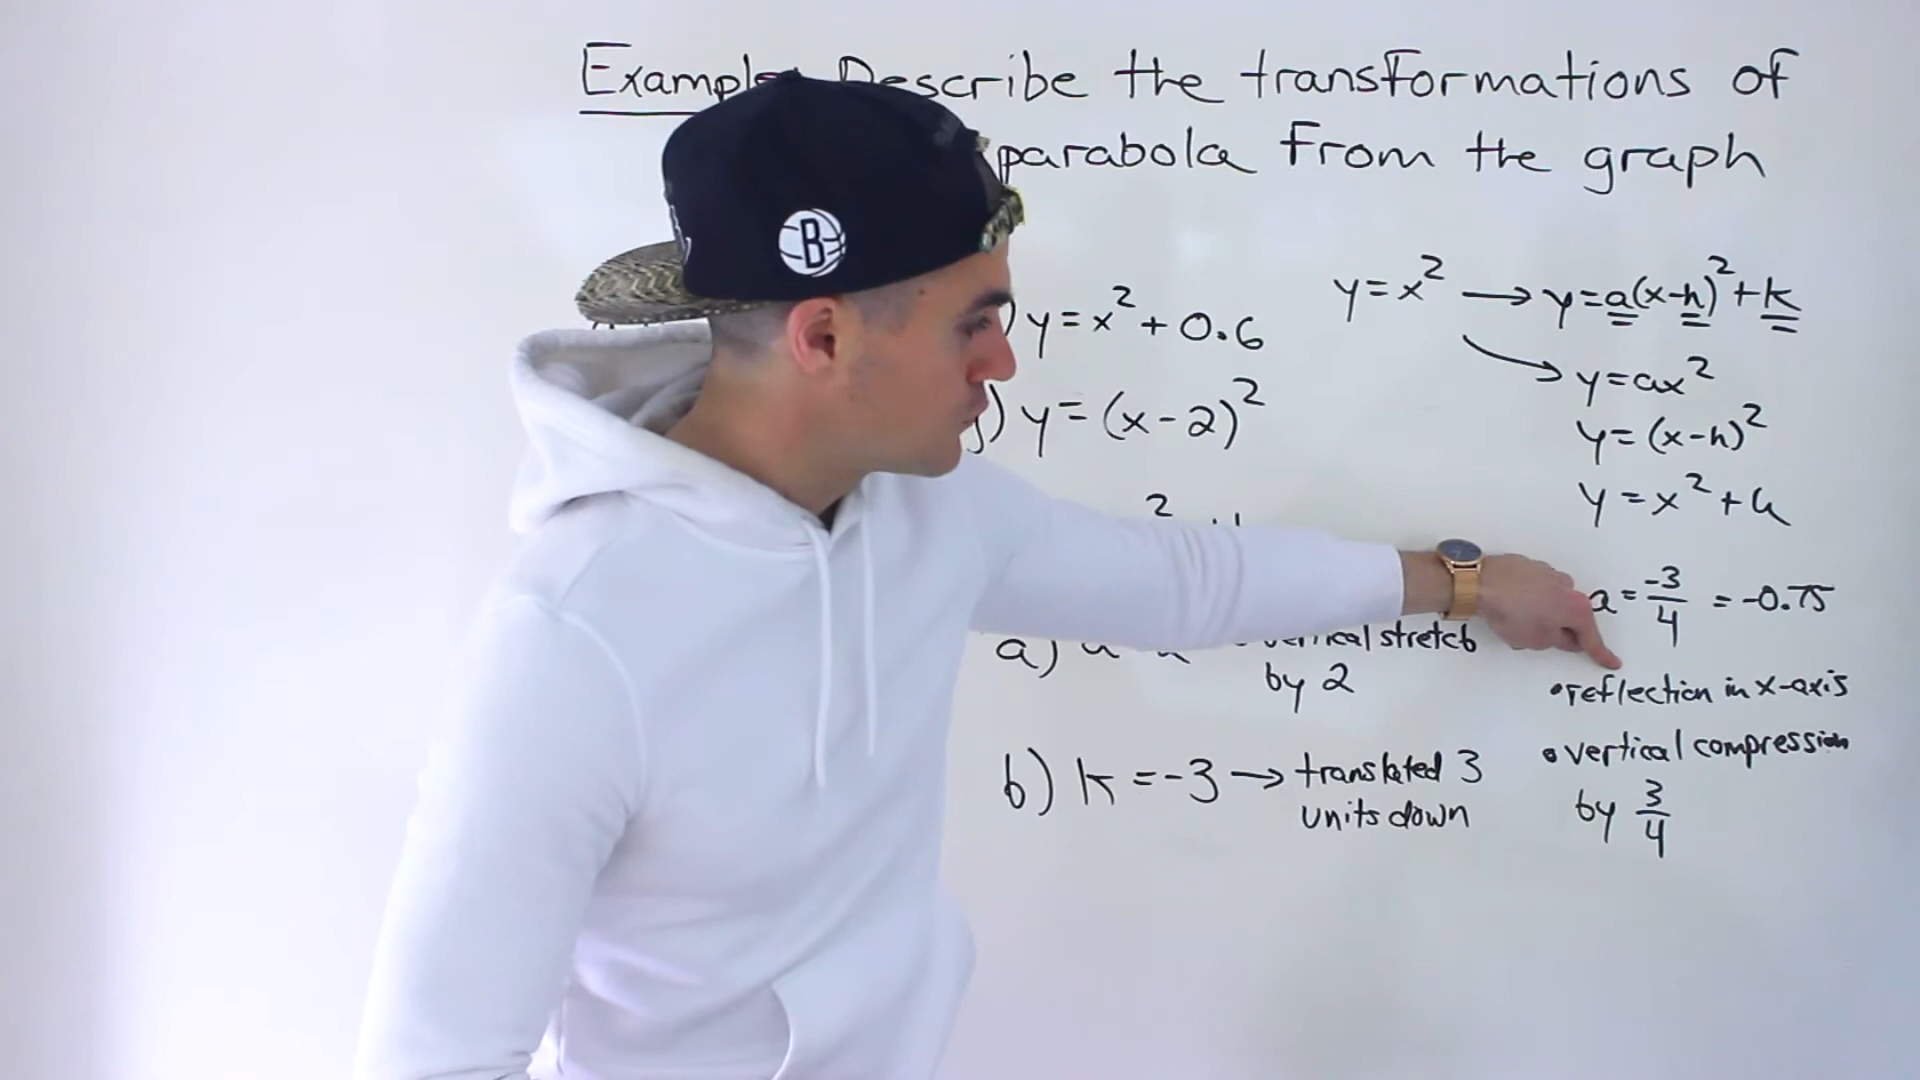 Example Describe the transformations of
parabola from the graph
) y=x²+0.6
) y=(x-2)²
2
y=x² → y=a(x-h)²+k
→ y=ax²
y=(x-h)²
y=x²+k
a=-3/4 = -0.75
• reflection in x-axis
• vertical compression
by 3/4
a) vertical stretch
by 2
b) k=-3 → translated 3
units down
B